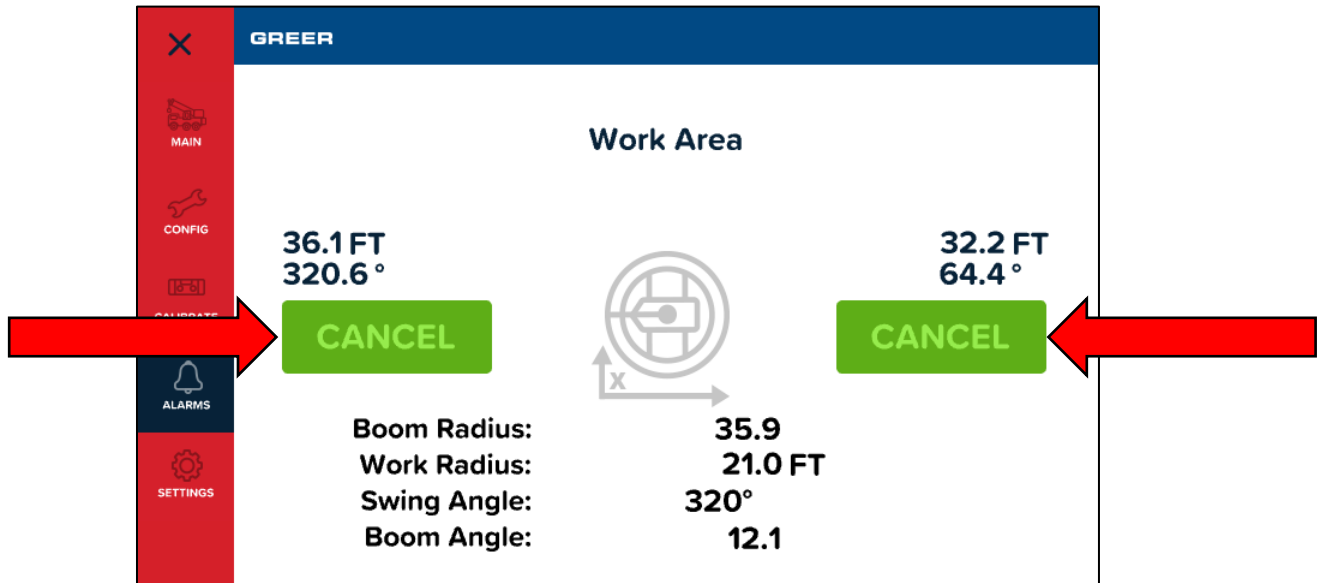 GREER
MAIN
CONFIG
CALIBRATE
ALARMS
SETTINGS
Work Area
36.1 FT
320.6 °
CANCEL
32.2 FT
64.4 °
CANCEL
X
Boom Radius: 35.9
Work Radius: 21.0 FT
Swing Angle: 320°
Boom Angle: 12.1